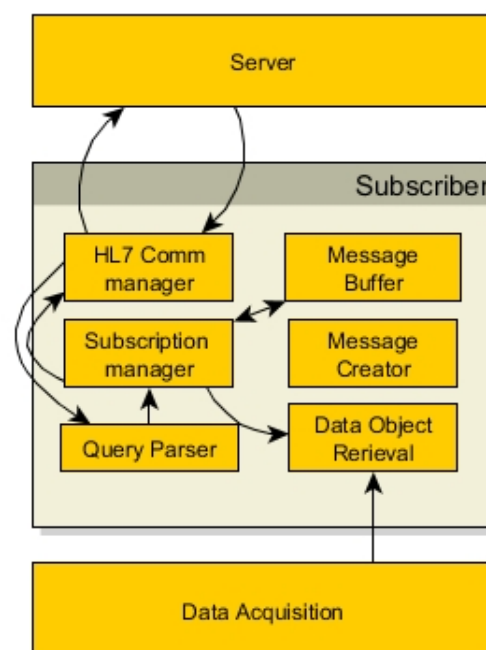 Server
Subscriber
HL7 Comm
manager
Message
Buffer
Subscription
manager
Message
Creator
Query Parser
Data Object
Rerieval
Data Acquisition